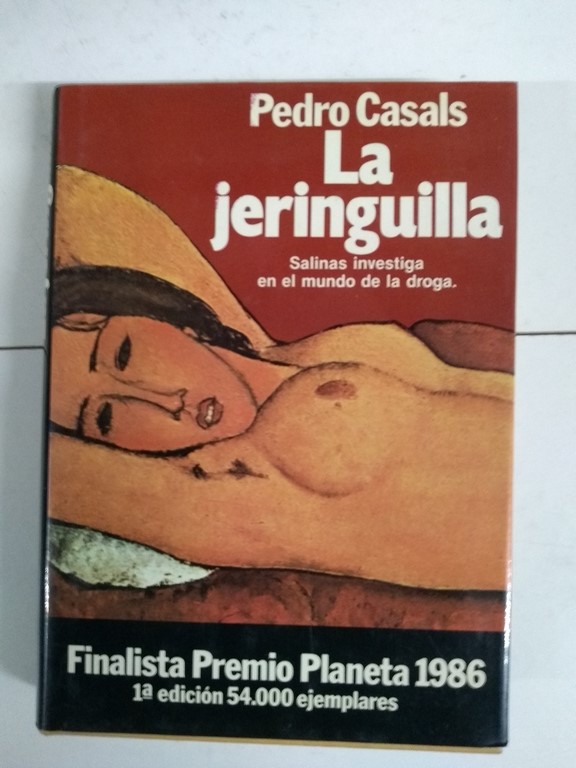 Pedro Casals
La
jeringuilla
Salinas investiga
en el mundo de la droga.
Finalista Premio Planeta 1986
1ª edición 54.000 ejemplares